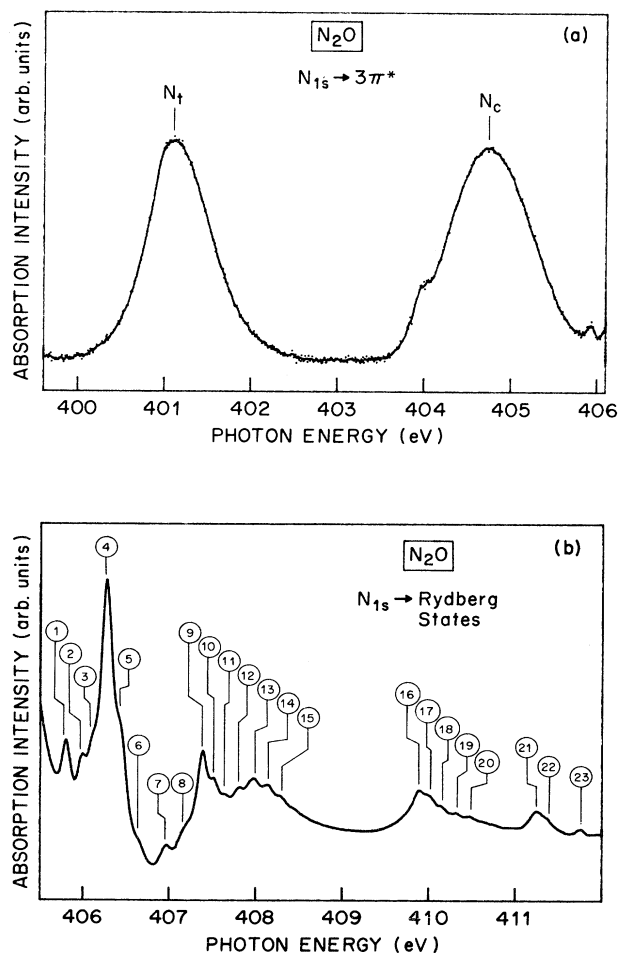 N₂O
(a)
N₁s → 3π*
Nt
Nc
ABSORPTION INTENSITY (arb. units)
400 401 402 403 404 405 406
PHOTON ENERGY (eV)
N₂O
(b)
N₁s → Rydberg
States
4
1
2
3
5
6
7
8
9
10
11
12
13
14
15
16
17
18
19
20
21
22
23
ABSORPTION INTENSITY (arb. units)
406 407 408 409 410 411
PHOTON ENERGY (eV)